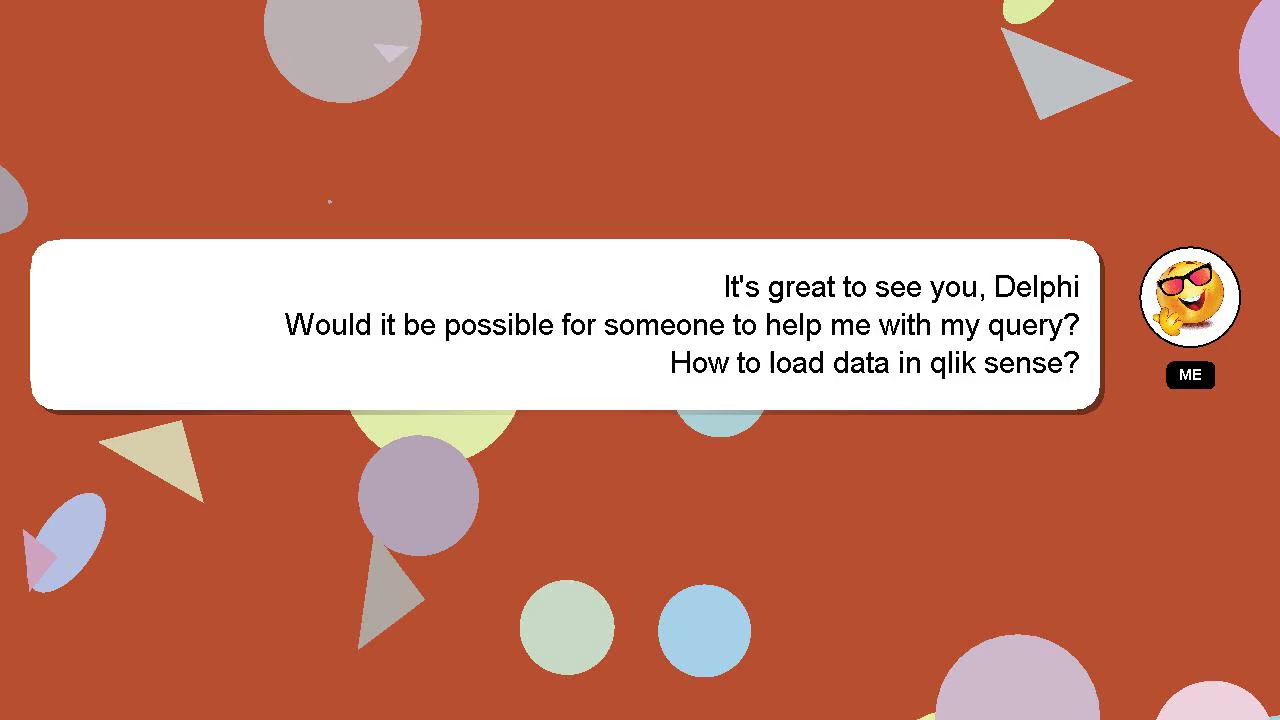 It's great to see you, Delphi
Would it be possible for someone to help me with my query?
How to load data in qlik sense?
ME